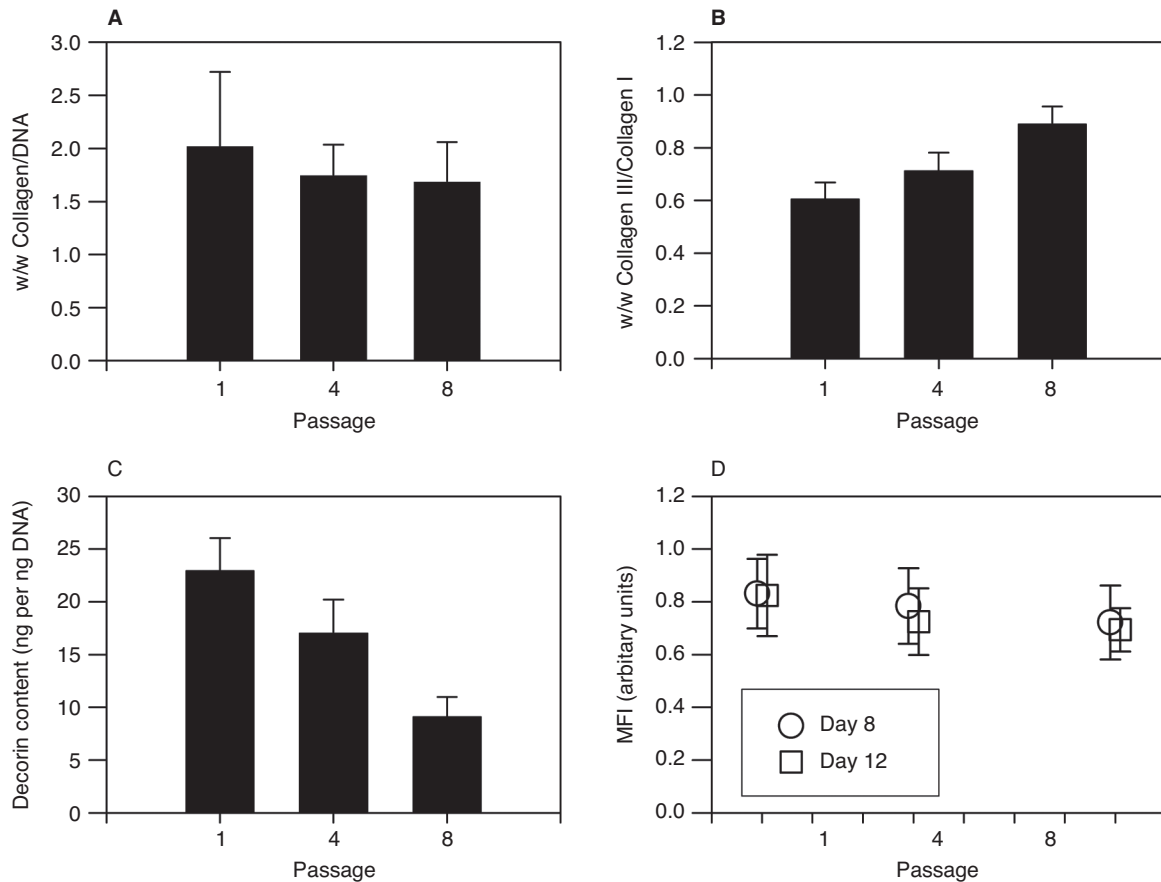 A
w/w Collagen/DNA
3.0
2.5
2.0
1.5
1.0
0.5
0.0
1 4 8
Passage
B
w/w Collagen III/Collagen I
1.2
1.0
0.8
0.6
0.4
0.2
0.0
1 4 8
Passage
C
Decorin content (ng per ng DNA)
30
25
20
15
10
5
0
1 4 8
Passage
D
MFI (arbitary units)
1.2
1.0
0.8
0.6
0.4
0.2
0.0
Day 8
Day 12
1 4 8
Passage